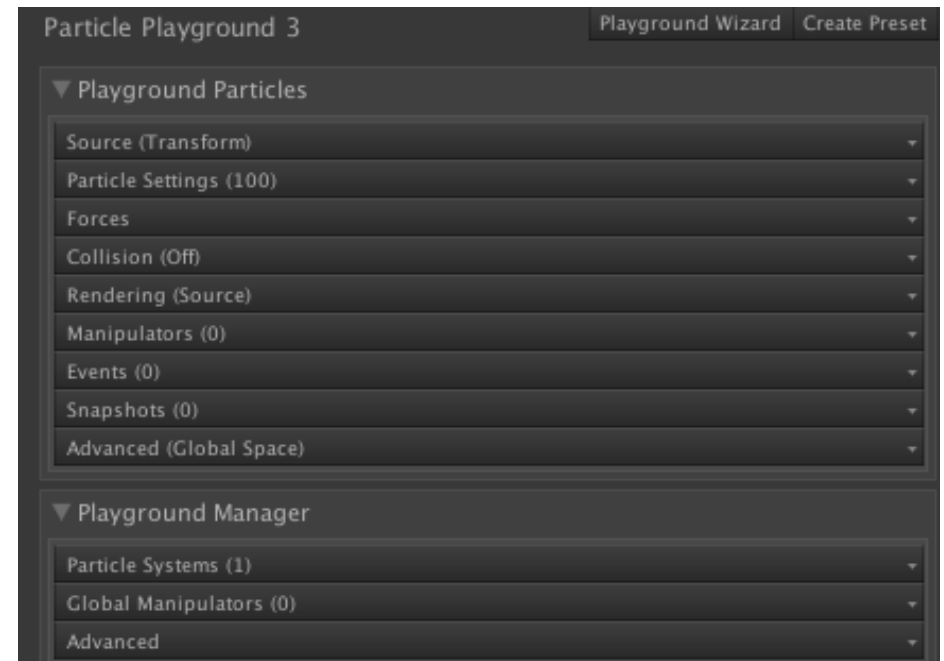 Particle Playground 3 Playground Wizard Create Preset
Playground Particles
Source (Transform)
Particle Settings (100)
Forces
Collision (Off)
Rendering (Source)
Manipulators (0)
Events (0)
Snapshots (0)
Advanced (Global Space)
Playground Manager
Particle Systems (1)
Global Manipulators (0)
Advanced